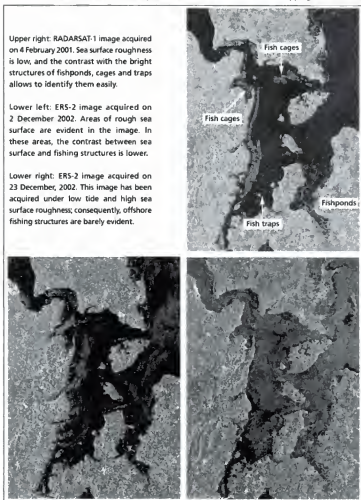 Upper right: RADARSAT-1 image acquired
on 4 February 2001. Sea surface roughness
is low, and the contrast with the bright
structures of fishponds, cages and traps
allows to identify them easily.
Lower left: ERS-2 image acquired on
2 December 2002. Areas of rough sea
surface are evident in the image. In
these areas, the contrast between sea
surface and fishing structures is lower.
Lower right: ERS-2 image acquired on
23 December, 2002. This image has been
acquired under low tide and high sea
surface roughness; consequently, offshore
fishing structures are barely evident.
Fish cages
Fish cages
Fishponds
Fish traps